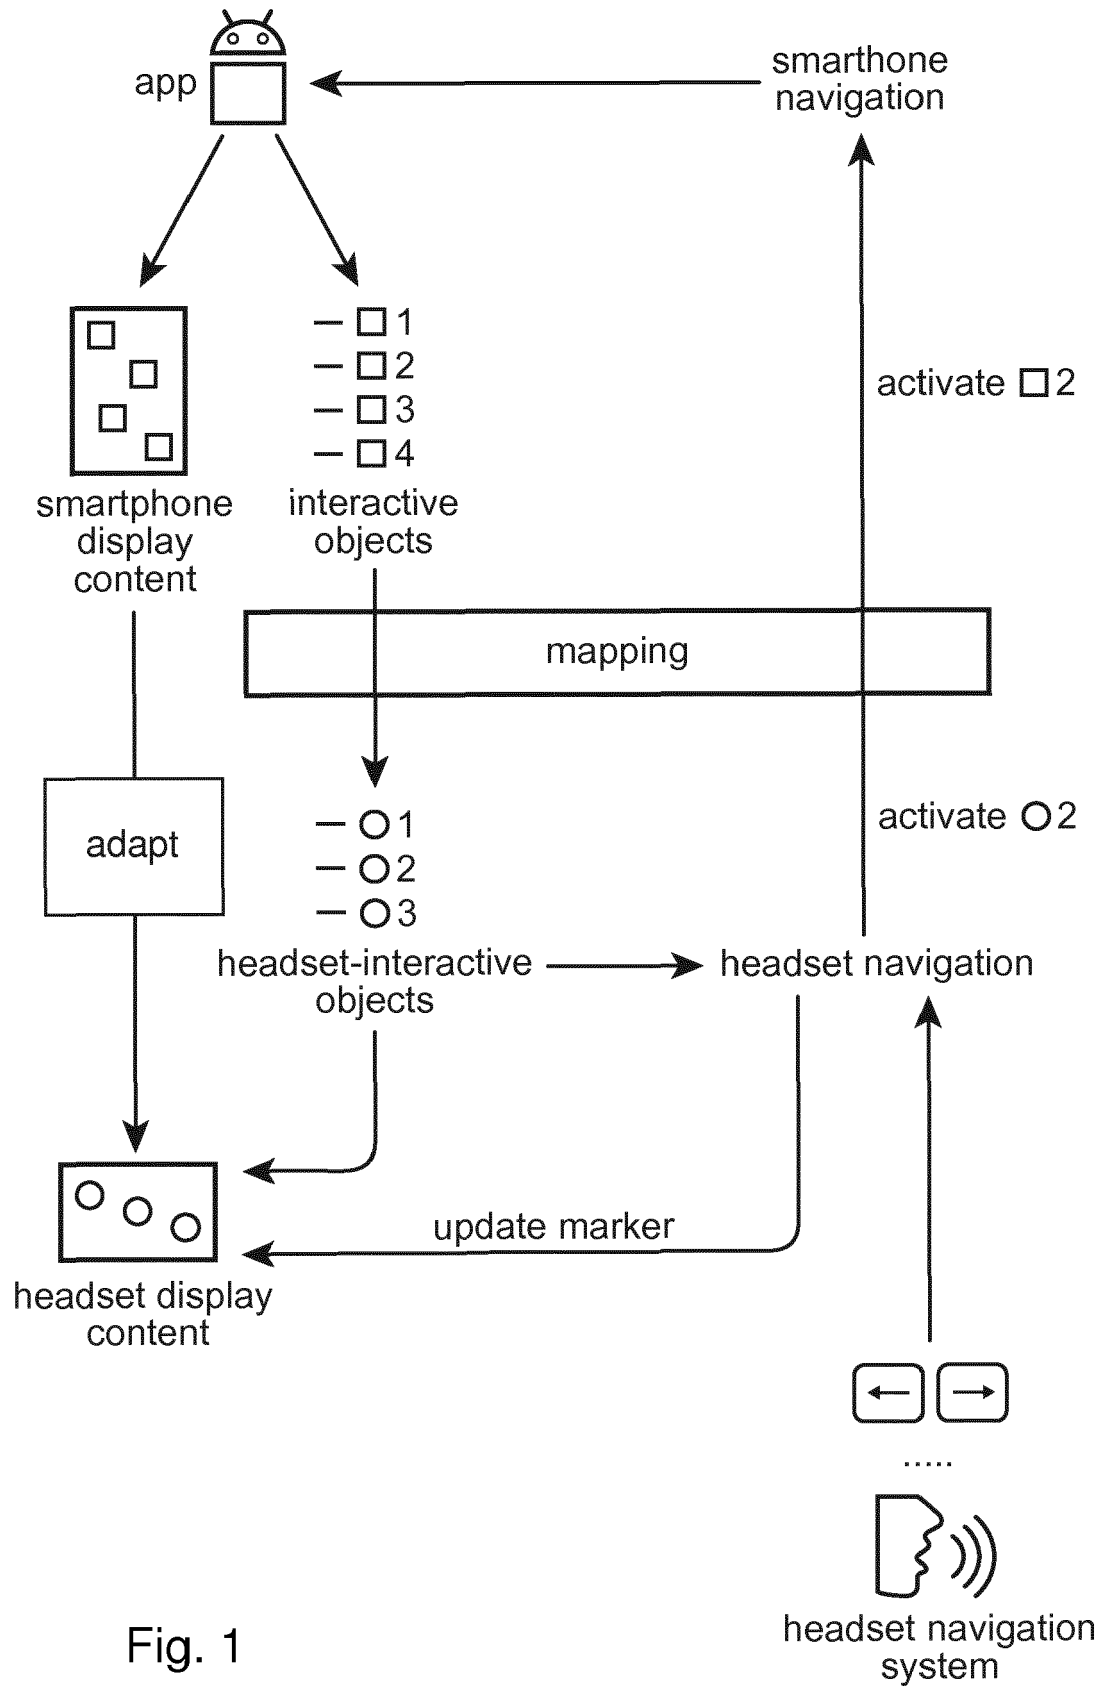 app
smarthone
navigation
1
2
3
4
activate 2
smartphone
display
content
interactive
objects
mapping
adapt
1
2
3
activate 2
headset-interactive
objects
headset navigation
update marker
headset display
content
.....
headset navigation
system
Fig. 1